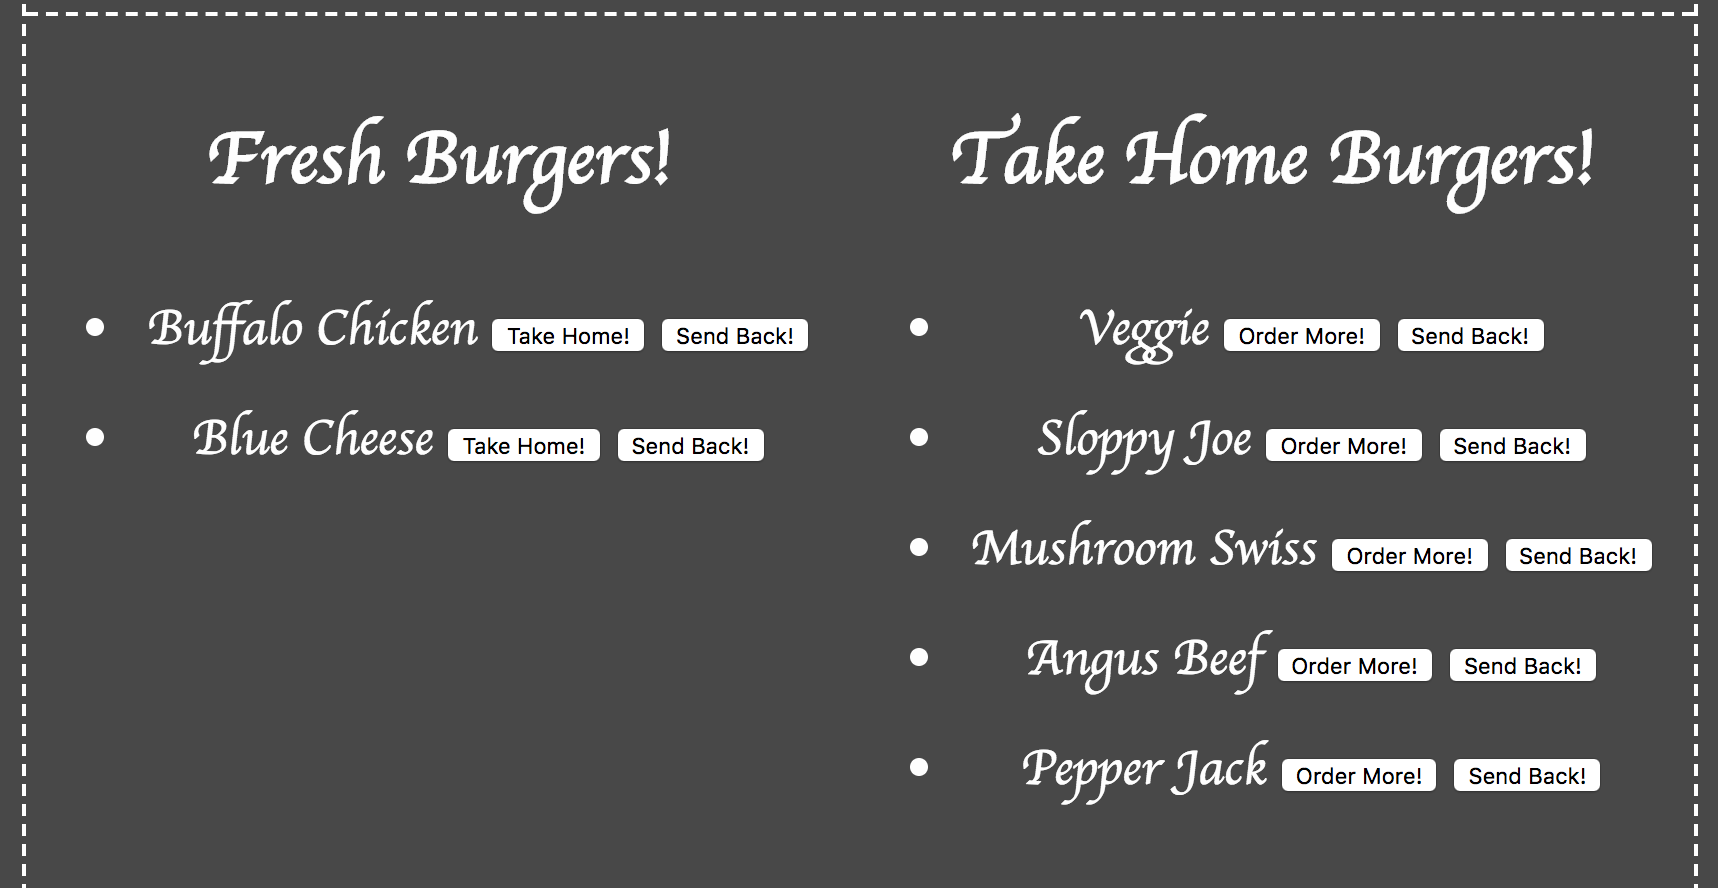 Fresh Burgers!
Buffalo Chicken Take Home! Send Back!
Blue Cheese Take Home! Send Back!
Take Home Burgers!
Veggie Order More! Send Back!
Sloppy Joe Order More! Send Back!
Mushroom Swiss Order More! Send Back!
Angus Beef Order More! Send Back!
Pepper Jack Order More! Send Back!